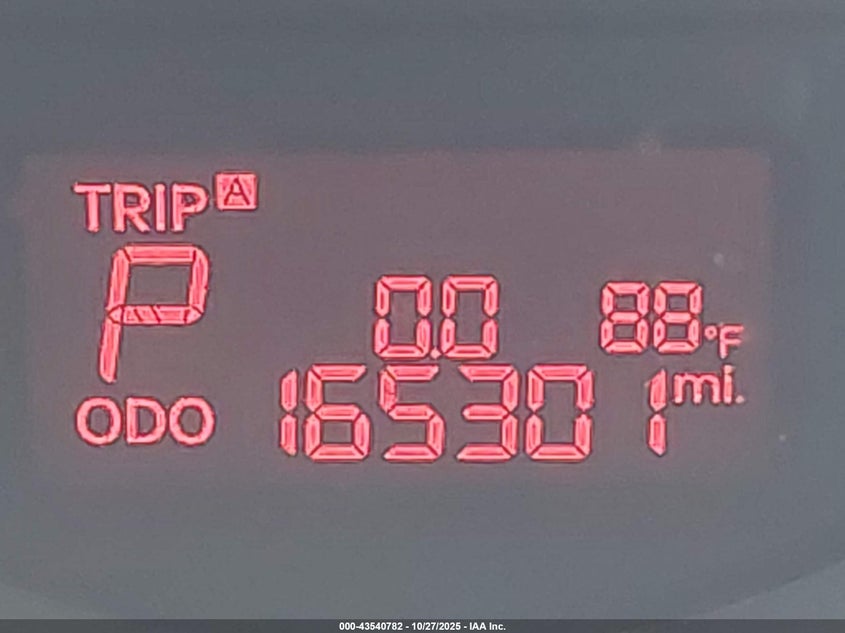 TRIP A
P 0.0 88°F
ODO 165301 mi.
000-43540782 - 10/27/2025 - IAA Inc.